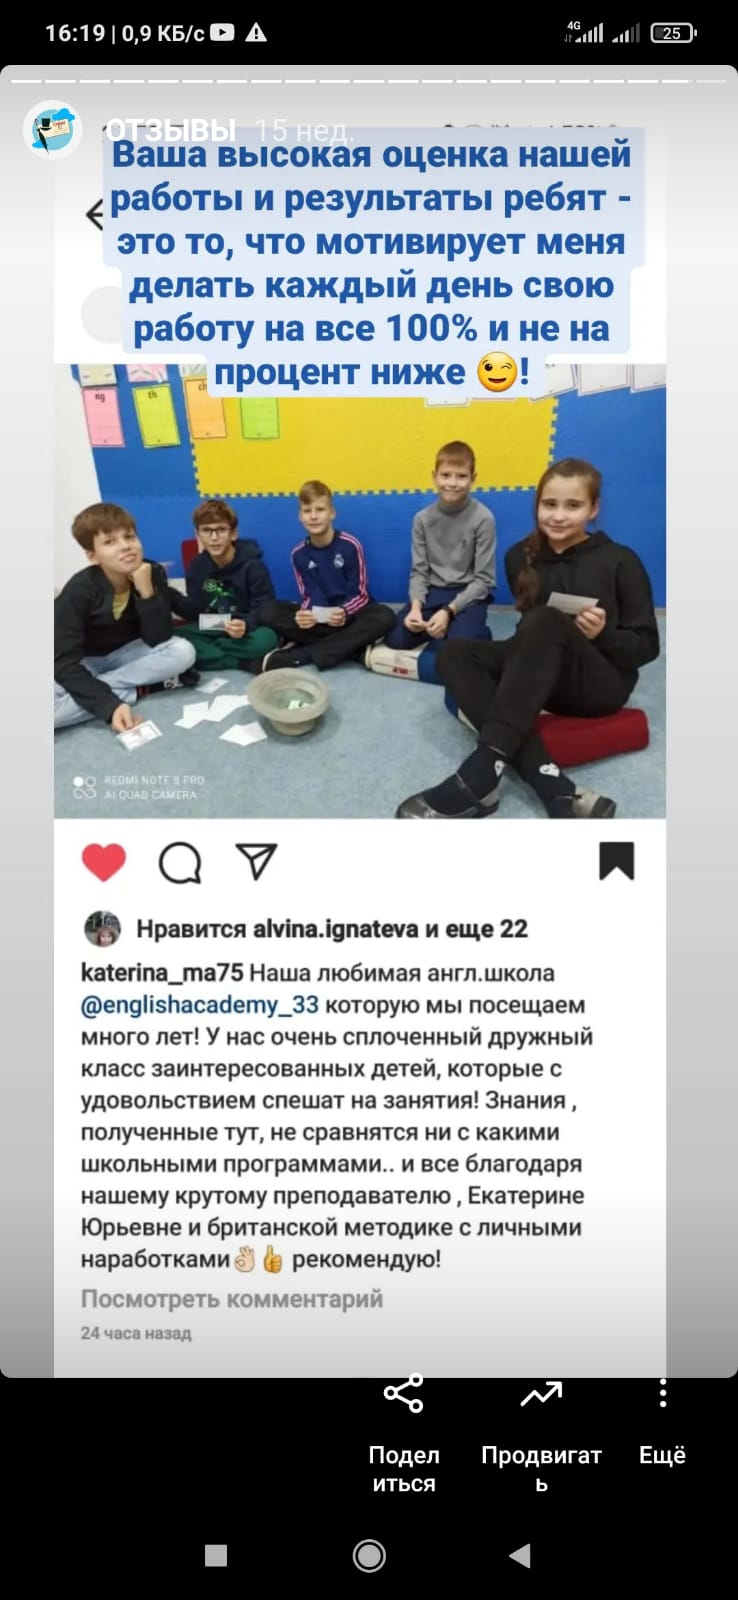 16:19 | 0,9 КБ/с
4G
25
ОТЗЫВЫ 15 нед.
Ваша высокая оценка нашей
работы и результаты ребят -
это то, что мотивирует меня
делать каждый день свою
работу на все 100% и не на
процент ниже 😉!
ng
th
ch
REDMI NOTE 8 PRO
AI QUAD CAMERA
Нравится alvina.ignateva и еще 22
katerina_ma75 Наша любимая англ.школа
@englishacademy_33 которую мы посещаем
много лет! У нас очень сплоченный дружный
класс заинтересованных детей, которые с
удовольствием спешат на занятия! Знания ,
полученные тут, не сравнятся ни с какими
школьными программами.. и все благодаря
нашему крутому преподавателю , Екатерине
Юрьевне и британской методике с личными
наработками👌👍 рекомендую!
Посмотреть комментарий
24 часа назад
Подел
иться
Продвигат
ь
Ещё